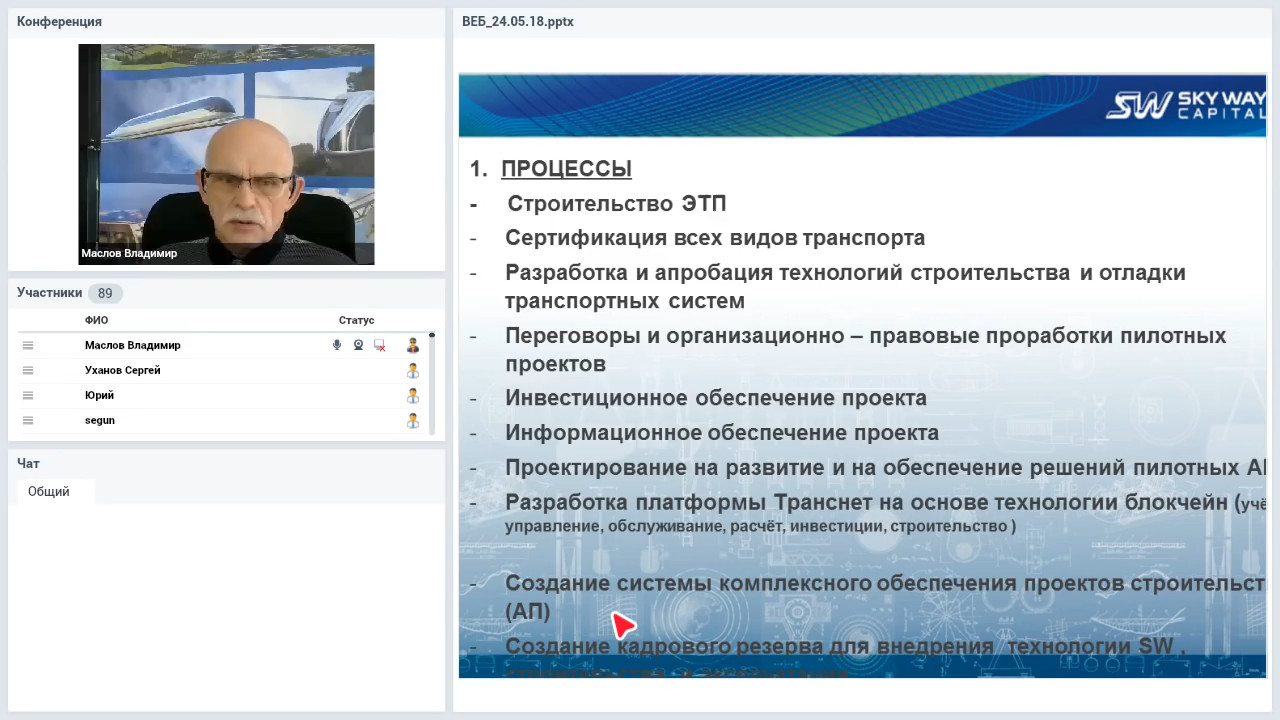 Конференция
Маслов Владимир
Участники 89
ФИО Статус
Маслов Владимир
Уханов Сергей
Юрий
segun
Чат
Общий
ВЕБ_24.05.18.pptx
SW SKY WAY
CAPITAL
1. ПРОЦЕССЫ
- Строительство ЭТП
- Сертификация всех видов транспорта
- Разработка и апробация технологий строительства и отладки
транспортных систем
- Переговоры и организационно – правовые проработки пилотных
проектов
- Инвестиционное обеспечение проекта
- Информационное обеспечение проекта
- Проектирование на развитие и на обеспечение решений пилотных
- Разработка платформы Транснет на основе технологии блокчейн (
управление, обслуживание, расчёт, инвестиции, строительство )
- Создание системы комплексного обеспечения проектов строительст
(АП)
- Создание кадрового резерва для внедрения технологии SW ,